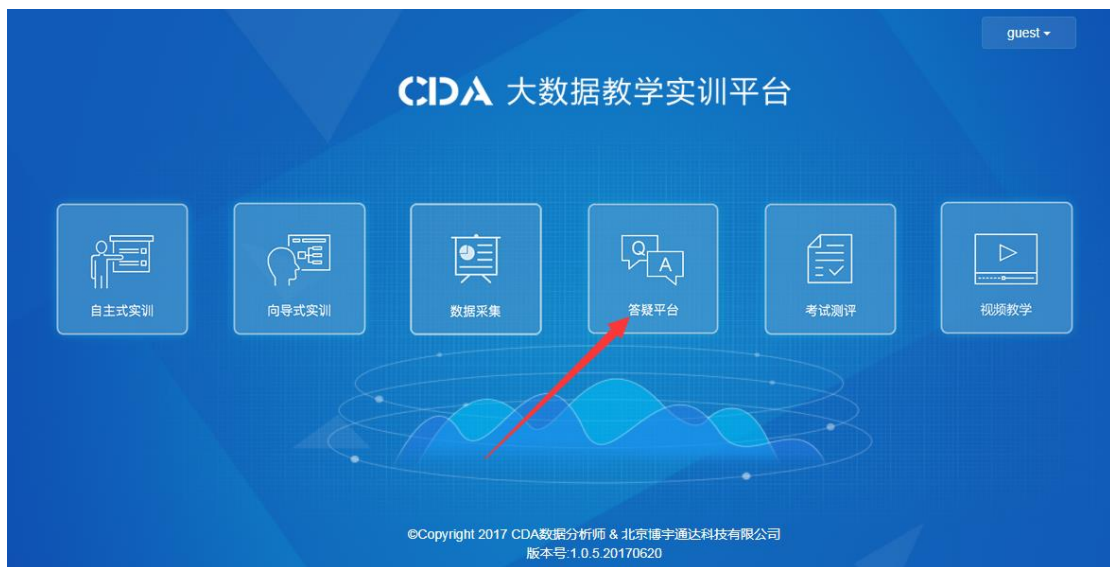 guest
CDA 大数据教学实训平台
Q
A
自主式实训
向导式实训
数据采集
答疑平台
考试测评
视频教学
©Copyright 2017 CDA数据分析师 & 北京博宇通达科技有限公司
版本号:1.0.5.20170620